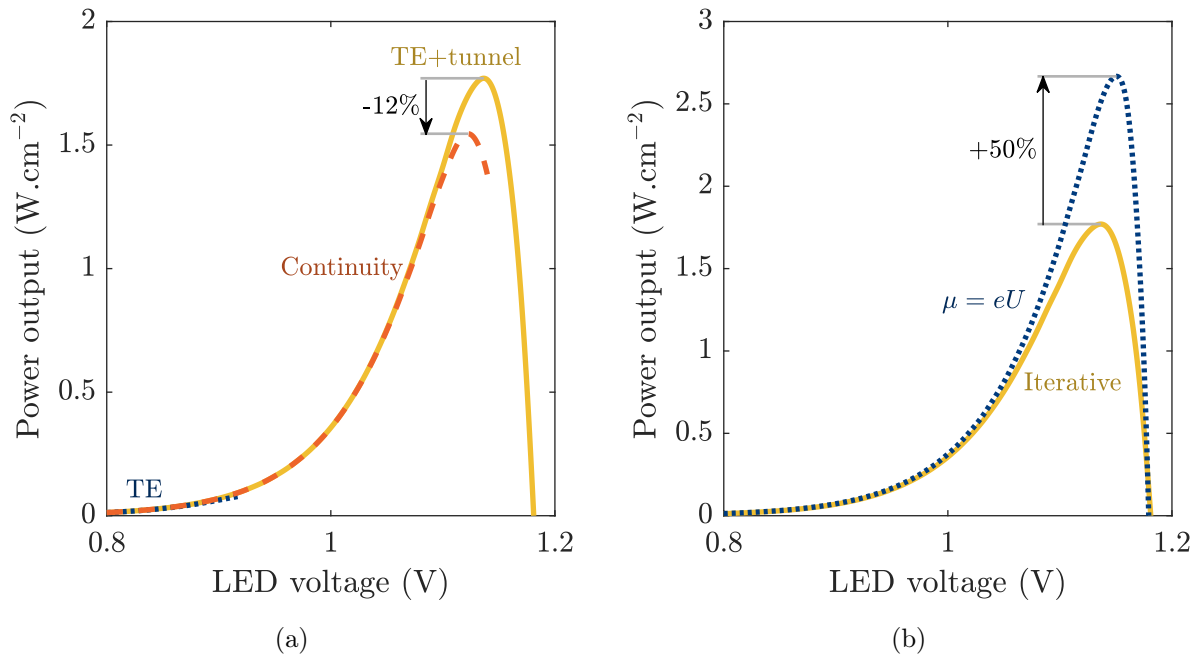 2
1.5
1
0.5
0
0.8
1
1.2
Power output (W.cm−2)
LED voltage (V)
TE+tunnel
-12%
Continuity
TE
(a)
3
2.5
2
1.5
1
0.5
0
0.8
1
1.2
Power output (W.cm−2)
LED voltage (V)
+50%
μ = eU
Iterative
(b)